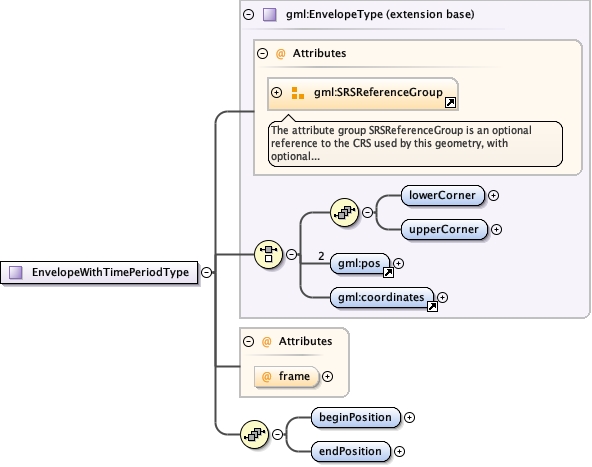 gml:EnvelopeType (extension base)
@ Attributes
gml:SRSReferenceGroup
The attribute group SRSReferenceGroup is an optional
reference to the CRS used by this geometry, with
optional...
lowerCorner
upperCorner
2
gml:pos
gml:coordinates
EnvelopeWithTimePeriodType
@ Attributes
@ frame
beginPosition
endPosition